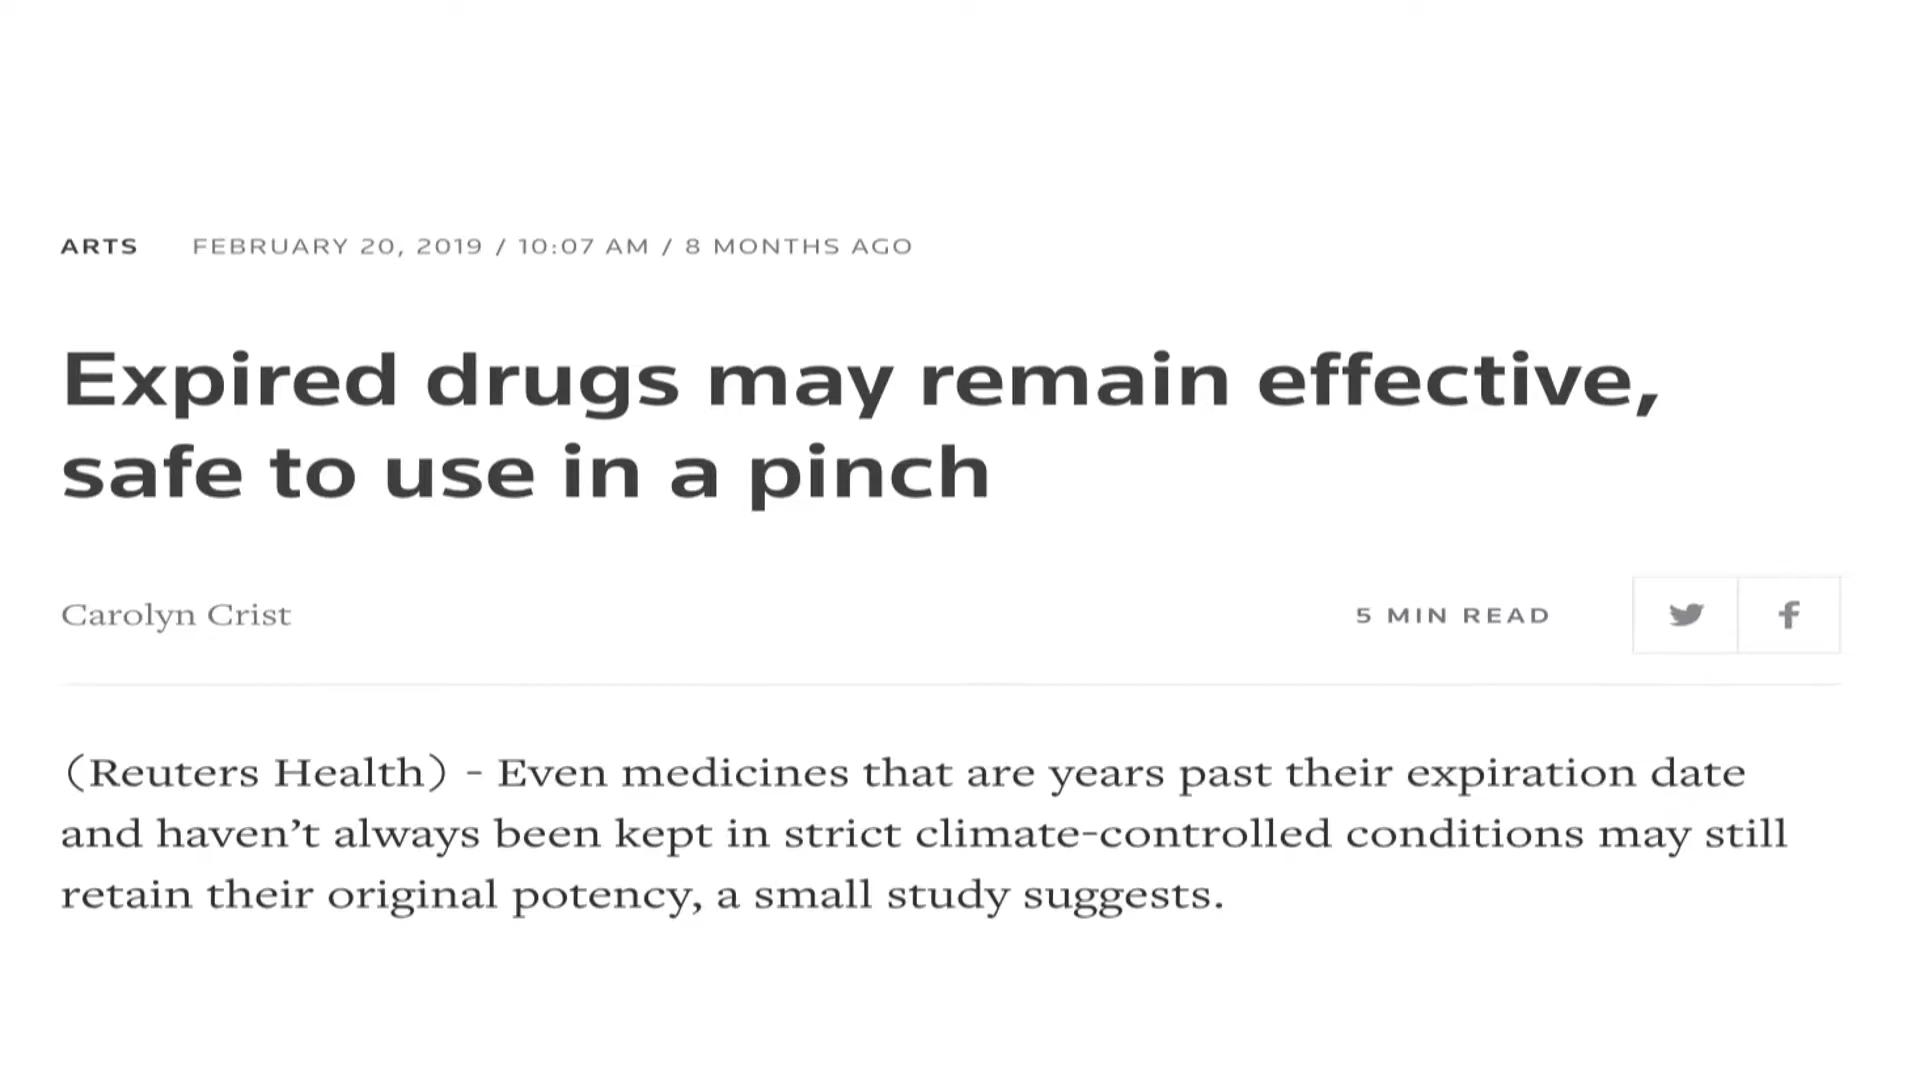 ARTS FEBRUARY 20, 2019 / 10:07 AM / 8 MONTHS AGO
Expired drugs may remain effective,
safe to use in a pinch
Carolyn Crist 5 MIN READ
(Reuters Health) - Even medicines that are years past their expiration date
and haven’t always been kept in strict climate-controlled conditions may still
retain their original potency, a small study suggests.